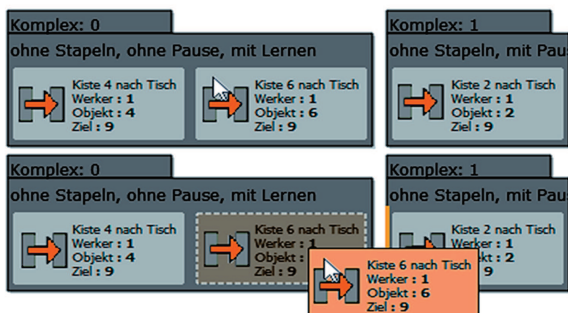 Komplex: 0
ohne Stapeln, ohne Pause, mit Lernen
Kiste 4 nach Tisch
Werker : 1
Objekt : 4
Ziel : 9
Kiste 6 nach Tisch
Werker : 1
Objekt : 6
Ziel : 9
Komplex: 1
ohne Stapeln, mit Pau
Kiste 2 nach Tisch
Werker : 1
Objekt : 2
Ziel : 9
Komplex: 0
ohne Stapeln, ohne Pause, mit Lernen
Kiste 4 nach Tisch
Werker : 1
Objekt : 4
Ziel : 9
Kiste 6 nach Tisch
Werker : 1
Objekt
Ziel : 9
Komplex: 1
ohne Stapeln, mit Pau
Kiste 2 nach Tisch
Werker : 1
: 2
9
Kiste 6 nach Tisch
Werker : 1
Objekt : 6
Ziel : 9